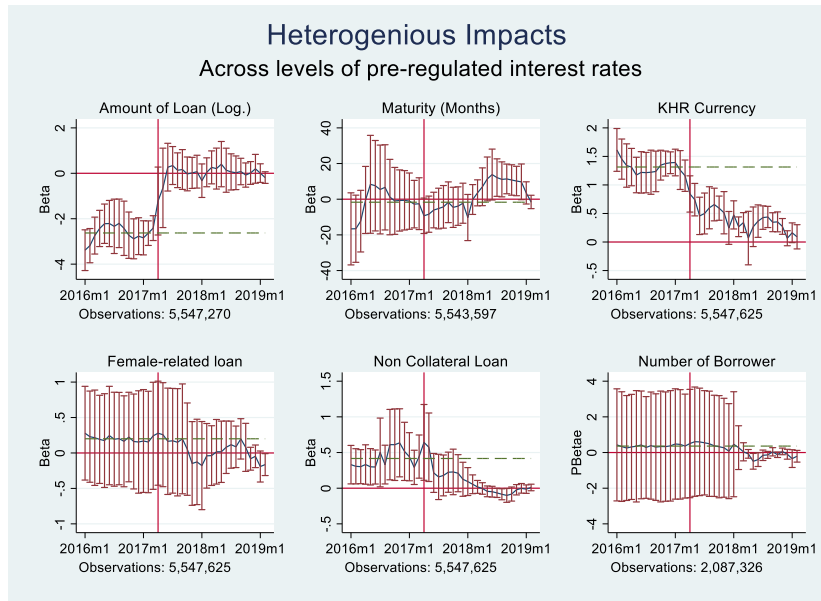 Heterogenious Impacts
Across levels of pre-regulated interest rates
Amount of Loan (Log.)
Beta
2
0
-2
-4
2016m1 2017m1 2018m1 2019m1
Observations: 5,547,270
Maturity (Months)
Beta
40
20
0
-20
-40
2016m1 2017m1 2018m1 2019m1
Observations: 5,543,597
KHR Currency
Beta
2
1.5
1
.5
0
-.5
2016m1 2017m1 2018m1 2019m1
Observations: 5,547,625
Female-related loan
Beta
1
.5
0
-.5
-1
2016m1 2017m1 2018m1 2019m1
Observations: 5,547,625
Non Collateral Loan
Beta
1.5
1
.5
0
-.5
2016m1 2017m1 2018m1 2019m1
Observations: 5,547,625
Number of Borrower
PBetae
4
2
0
-2
-4
2016m1 2017m1 2018m1 2019m1
Observations: 2,087,326